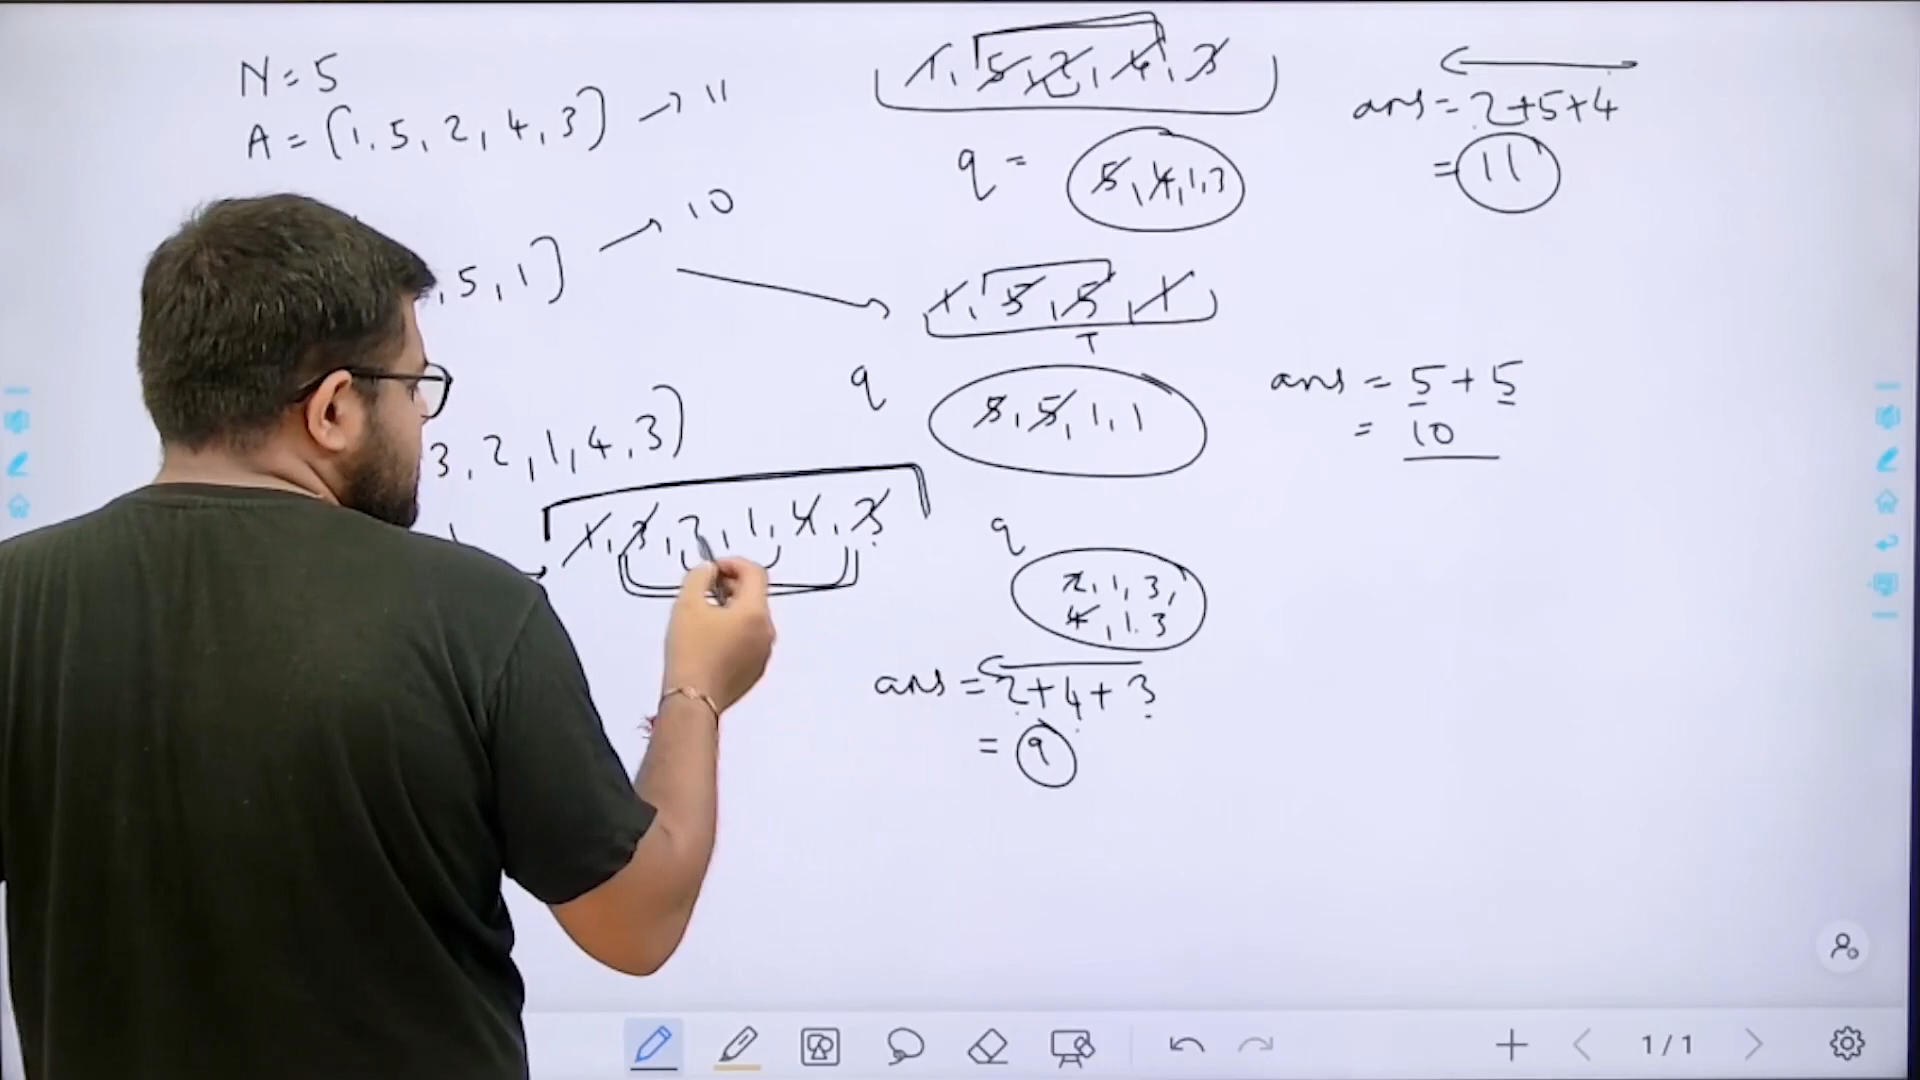 N = 5
A = [1, 5, 2, 4, 3] → 11
, 5, 1] → 10
3, 2, 1, 4, 3)
1, 3, 2, 1, 4, 3
1, 5, 2, 4, 3
q =
5, 4, 1, 3
ans = 2+5+4
= 11
1, 5, 5, 1
T
q
5, 5, 1, 1
ans = 5 + 5
= 10
q
2, 1, 3,
4, 1, 3
ans = 2+4+3
= 9
1 / 1